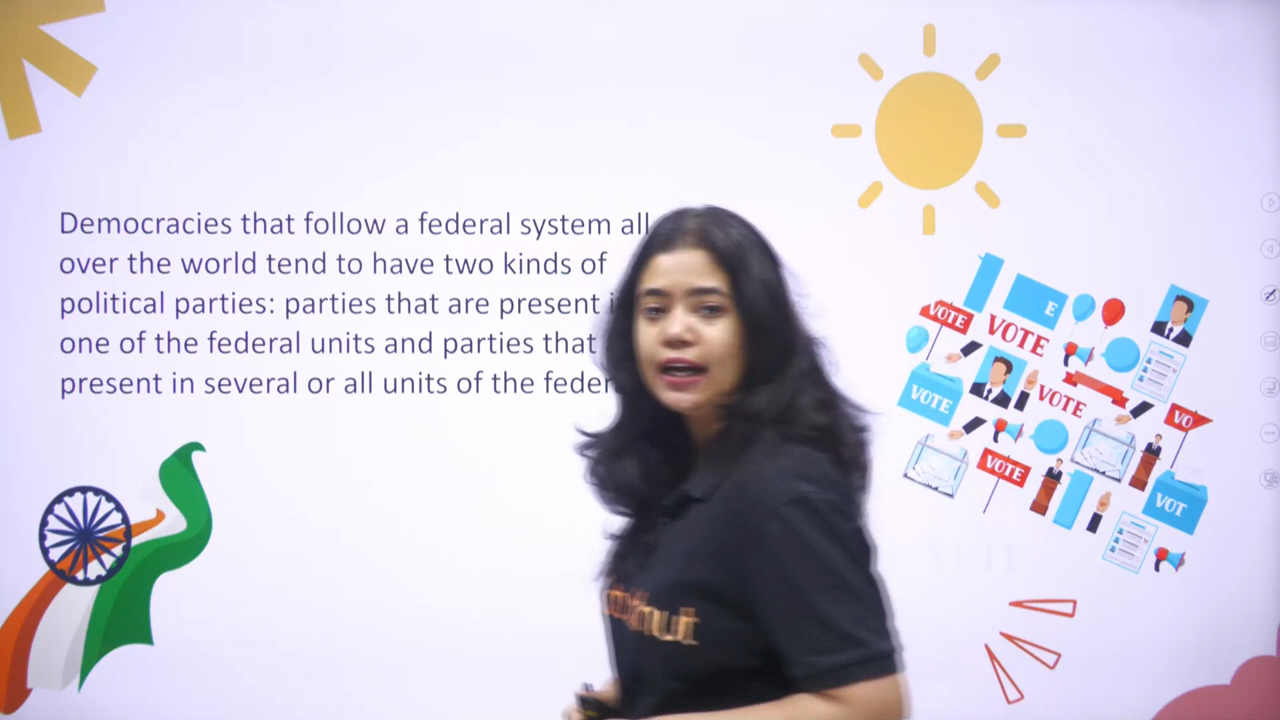 Democracies that follow a federal system all
over the world tend to have two kinds of
political parties: parties that are present
one of the federal units and parties that
present in several or all units of the feder
E
VOTE
VOTE
VOTE
VOTE
VO
VOTE
VOT